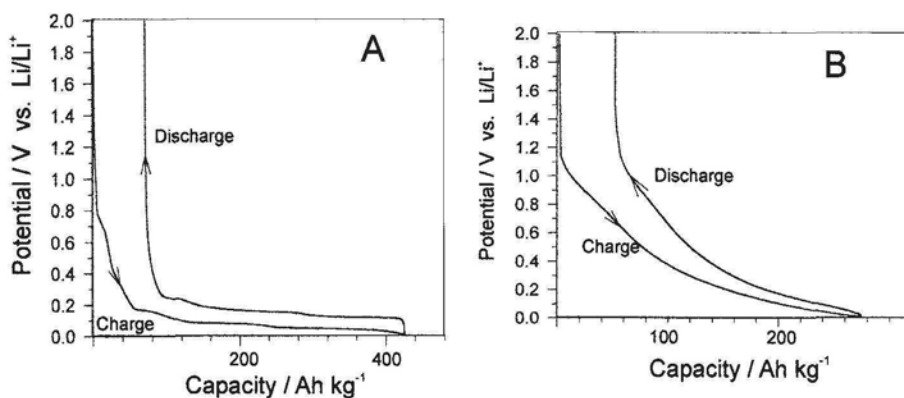 A
Potential / V vs. Li/Li⁺
2.0
1.8
1.6
1.4
1.2
1.0
0.8
0.6
0.4
0.2
0.0
Discharge
Charge
200
400
Capacity / Ah kg⁻¹
B
Potential / V vs. Li/Li⁺
2.0
1.8
1.6
1.4
1.2
1.0
0.8
0.6
0.4
0.2
0.0
Discharge
Charge
100
200
Capacity / Ah kg⁻¹